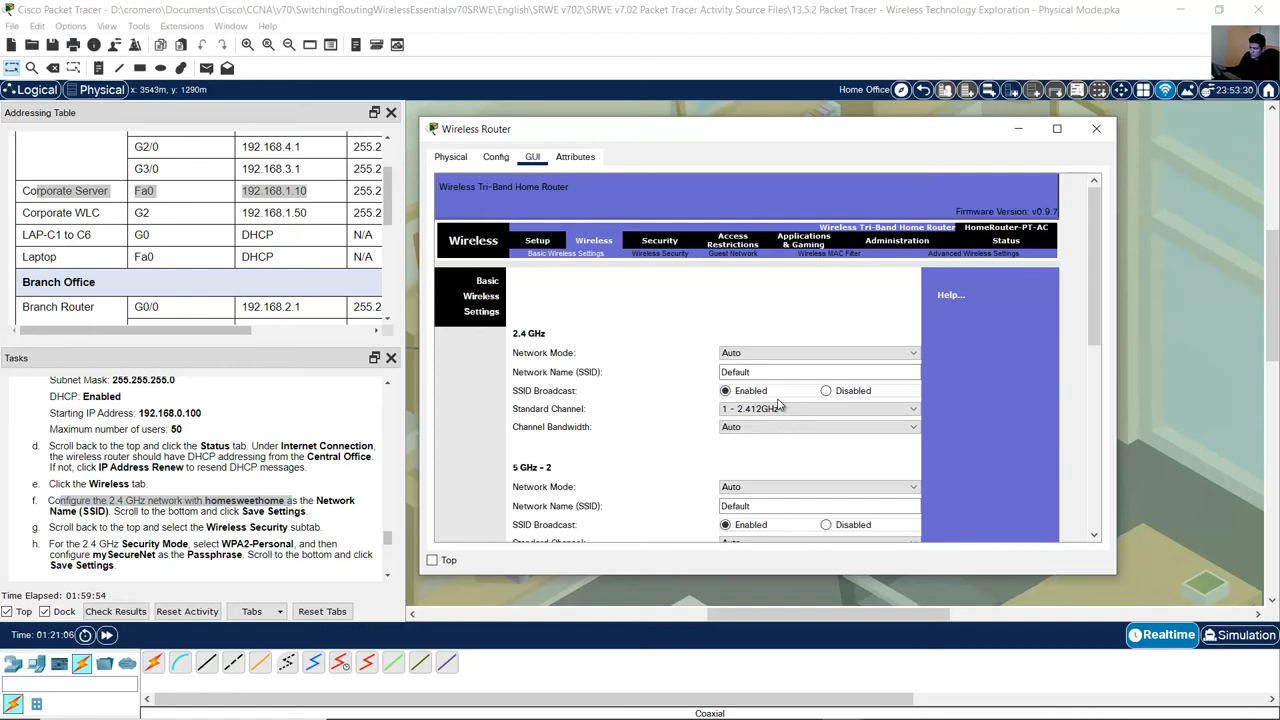 Cisco Packet Tracer - D:\cromero\Documents\Cisco\CCNA\v70\SwitchingRoutingWirelessEssentialsv70SRWE\English\SRWE v702\SRWE v7.02 Packet Tracer Activity Source Files\13.5.2 Packet Tracer - Wireless Technology Exploration - Physical Mode.pka
File Edit Options View Tools Extensions Window Help
Logical Physical x: 3543m, y: 1290m Home Office 23:53:30
Addressing Table
G2/0 192.168.4.1 255.2
G3/0 192.168.3.1 255.2
Corporate Server Fa0 192.168.1.10 255.2
Corporate WLC G2 192.168.1.50 255.2
LAP-C1 to C6 G0 DHCP N/A
Laptop Fa0 DHCP N/A
Branch Office
Branch Router G0/0 192.168.2.1 255.2
Tasks
Subnet Mask: 255.255.255.0
DHCP: Enabled
Starting IP Address: 192.168.0.100
Maximum number of users: 50
d. Scroll back to the top and click the Status tab. Under Internet Connection,
the wireless router should have DHCP addressing from the Central Office.
If not, click IP Address Renew to resend DHCP messages.
e. Click the Wireless tab.
f. Configure the 2.4 GHz network with homesweethome as the Network
Name (SSID). Scroll to the bottom and click Save Settings.
g. Scroll back to the top and select the Wireless Security subtab.
h. For the 2.4 GHz Security Mode, select WPA2-Personal, and then
configure mySecureNet as the Passphrase. Scroll to the bottom and click
Save Settings.
Time Elapsed: 01:59:54
Top Dock Check Results Reset Activity Tabs Reset Tabs
Wireless Router
Physical Config GUI Attributes
Wireless Tri-Band Home Router
Firmware Version: v0.9.7
Wireless Tri-Band Home Router HomeRouter-PT-AC
Wireless Setup Wireless Security Access Restrictions Applications & Gaming Administration Status
Basic Wireless Settings Wireless Security Guest Network Wireless MAC Filter Advanced Wireless Settings
Basic
Wireless
Settings
Help...
2.4 GHz
Network Mode: Auto
Network Name (SSID): Default
SSID Broadcast: Enabled Disabled
Standard Channel: 1 - 2.412GHz
Channel Bandwidth: Auto
5 GHz - 2
Network Mode: Auto
Network Name (SSID): Default
SSID Broadcast: Enabled Disabled
Standard Channel: Auto
Top
Time: 01:21:06 Realtime Simulation
Coaxial